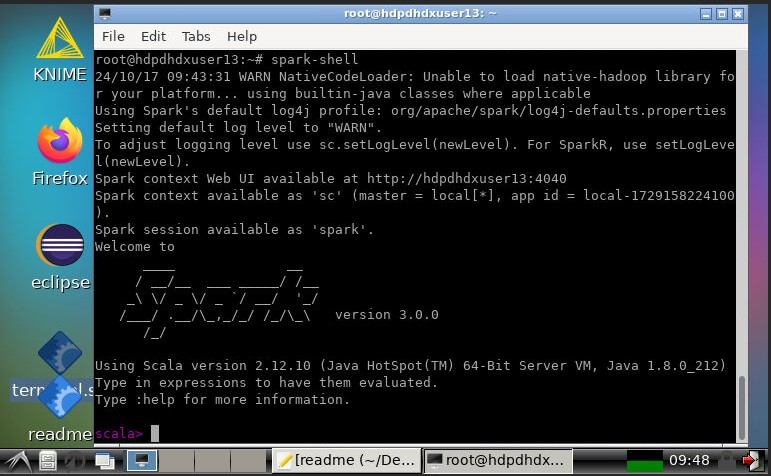 root@hdpdhdxuser13: ~
File Edit Tabs Help
root@hdpdhdxuser13:~# spark-shell
24/10/17 09:43:31 WARN NativeCodeLoader: Unable to load native-hadoop library fo
r your platform... using builtin-java classes where applicable
Using Spark's default log4j profile: org/apache/spark/log4j-defaults.properties
Setting default log level to "WARN".
To adjust logging level use sc.setLogLevel(newLevel). For SparkR, use setLogLeve
l(newLevel).
Spark context Web UI available at http://hdpdhdxuser13:4040
Spark context available as 'sc' (master = local[*], app id = local-1729158224100
).
Spark session available as 'spark'.
Welcome to
      ____              __
     / __/__  ___ _____/ /__
    _\ \/ _ \/ _ `/ __/  '_/
   /___/ .__/\_,_/_/ /_/\_\   version 3.0.0
      /_/
Using Scala version 2.12.10 (Java HotSpot(TM) 64-Bit Server VM, Java 1.8.0_212)
Type in expressions to have them evaluated.
Type :help for more information.
scala>
KNIME
Firefox
eclipse
readme
[readme (~/De...
root@hdpdhdx...
09:48